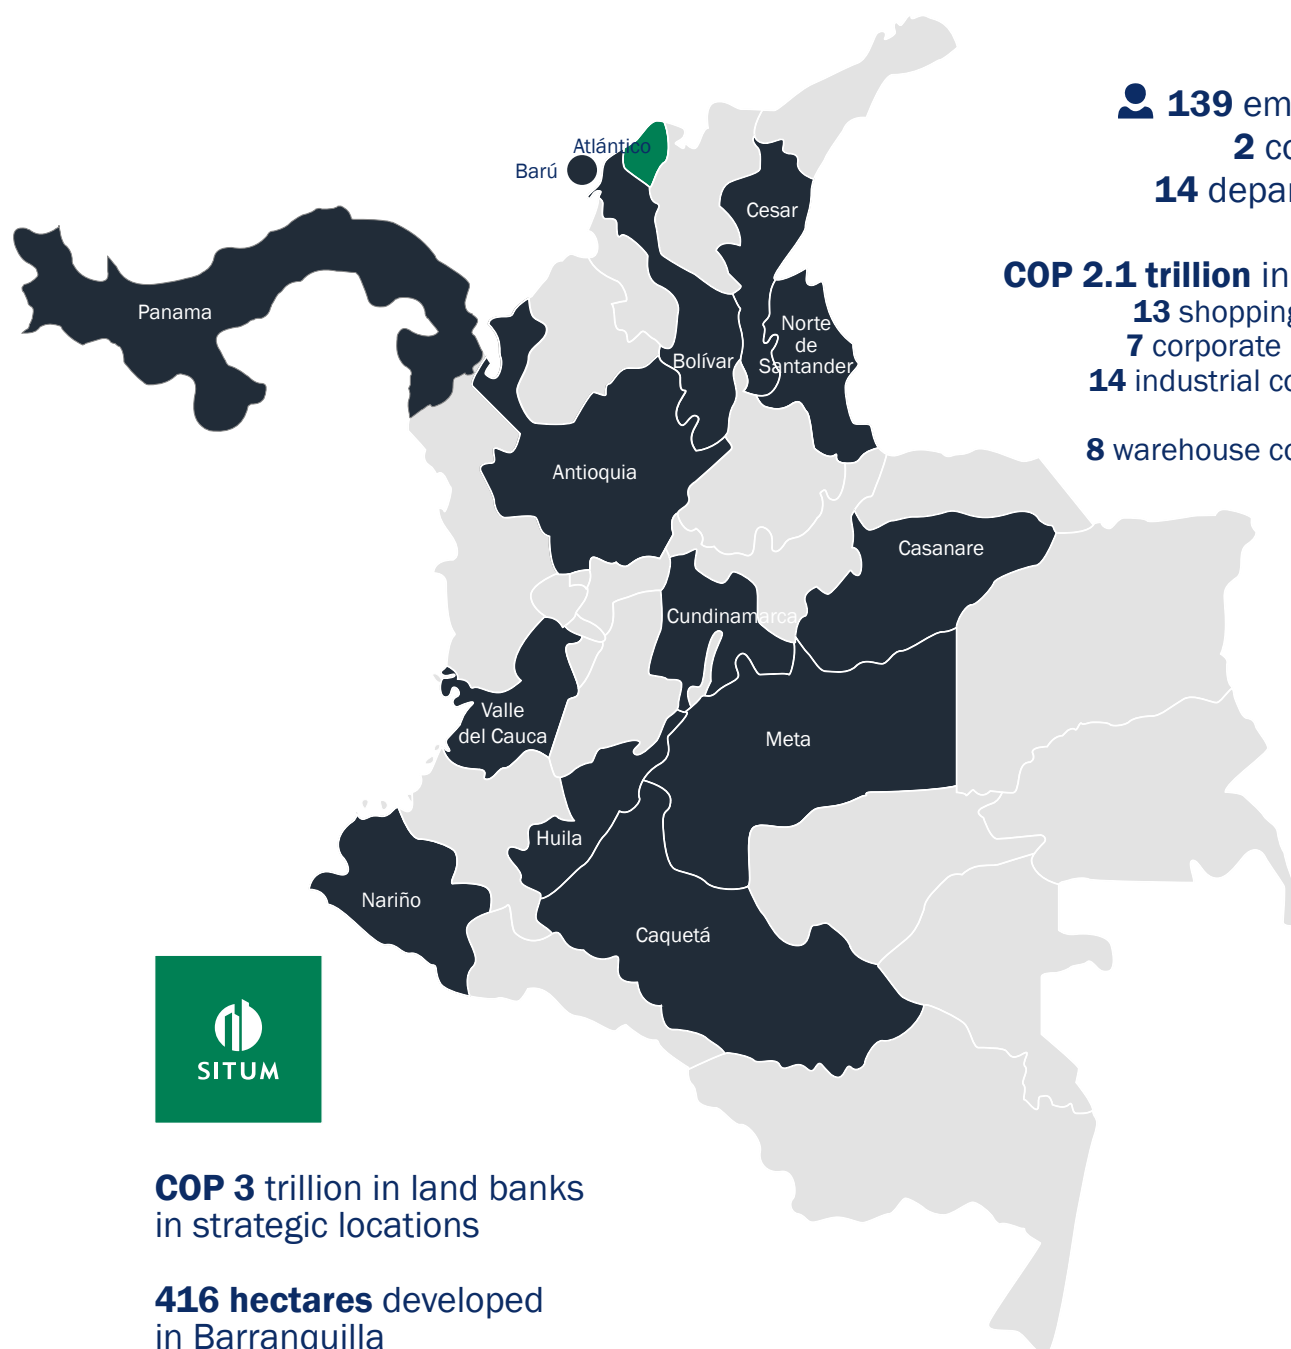 139
2
14
COP 2.1 trillion in
13 shopping
7 corporate
14 industrial
8 warehouse
Atlántico
Barú
Cesar
Panama
Norte
de
Santander
Bolívar
Antioquia
Casanare
Cundinamarca
Valle
del Cauca
Meta
Huila
Nariño
Caquetá
SITUM
COP 3 trillion in land banks
in strategic locations
416 hectares developed
in Barranquilla